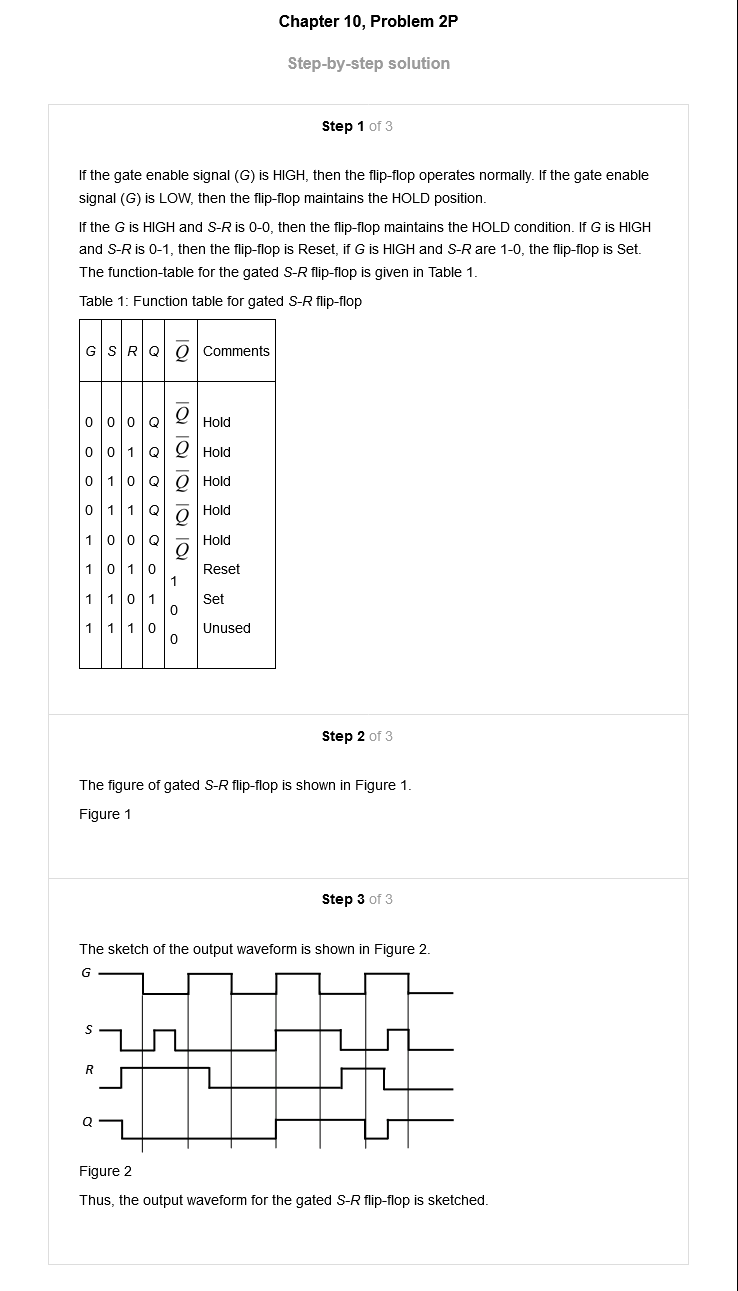 Chapter 10, Problem 2P
Step-by-step solution
Step 1 of 3
If the gate enable signal (G) is HIGH, then the flip-flop operates normally. If the gate enable
signal (G) is LOW, then the flip-flop maintains the HOLD position.
If the G is HIGH and S-R is 0-0, then the flip-flop maintains the HOLD condition. If G is HIGH
and S-R is 0-1, then the flip-flop is Reset, if G is HIGH and S-R are 1-0, the flip-flop is Set.
The function-table for the gated S-R flip-flop is given in Table 1.
Table 1: Function table for gated S-R flip-flop
G S R Q Q̅ Comments
0 0 0 Q Q̅ Hold
0 0 1 Q Q̅ Hold
0 1 0 Q Q̅ Hold
0 1 1 Q Q̅ Hold
1 0 0 Q Q̅ Hold
1 0 1 0 1 Reset
1 1 0 1 0 Set
1 1 1 0 0 Unused
Step 2 of 3
The figure of gated S-R flip-flop is shown in Figure 1.
Figure 1
Step 3 of 3
The sketch of the output waveform is shown in Figure 2.
G
S
R
Q
Figure 2
Thus, the output waveform for the gated S-R flip-flop is sketched.